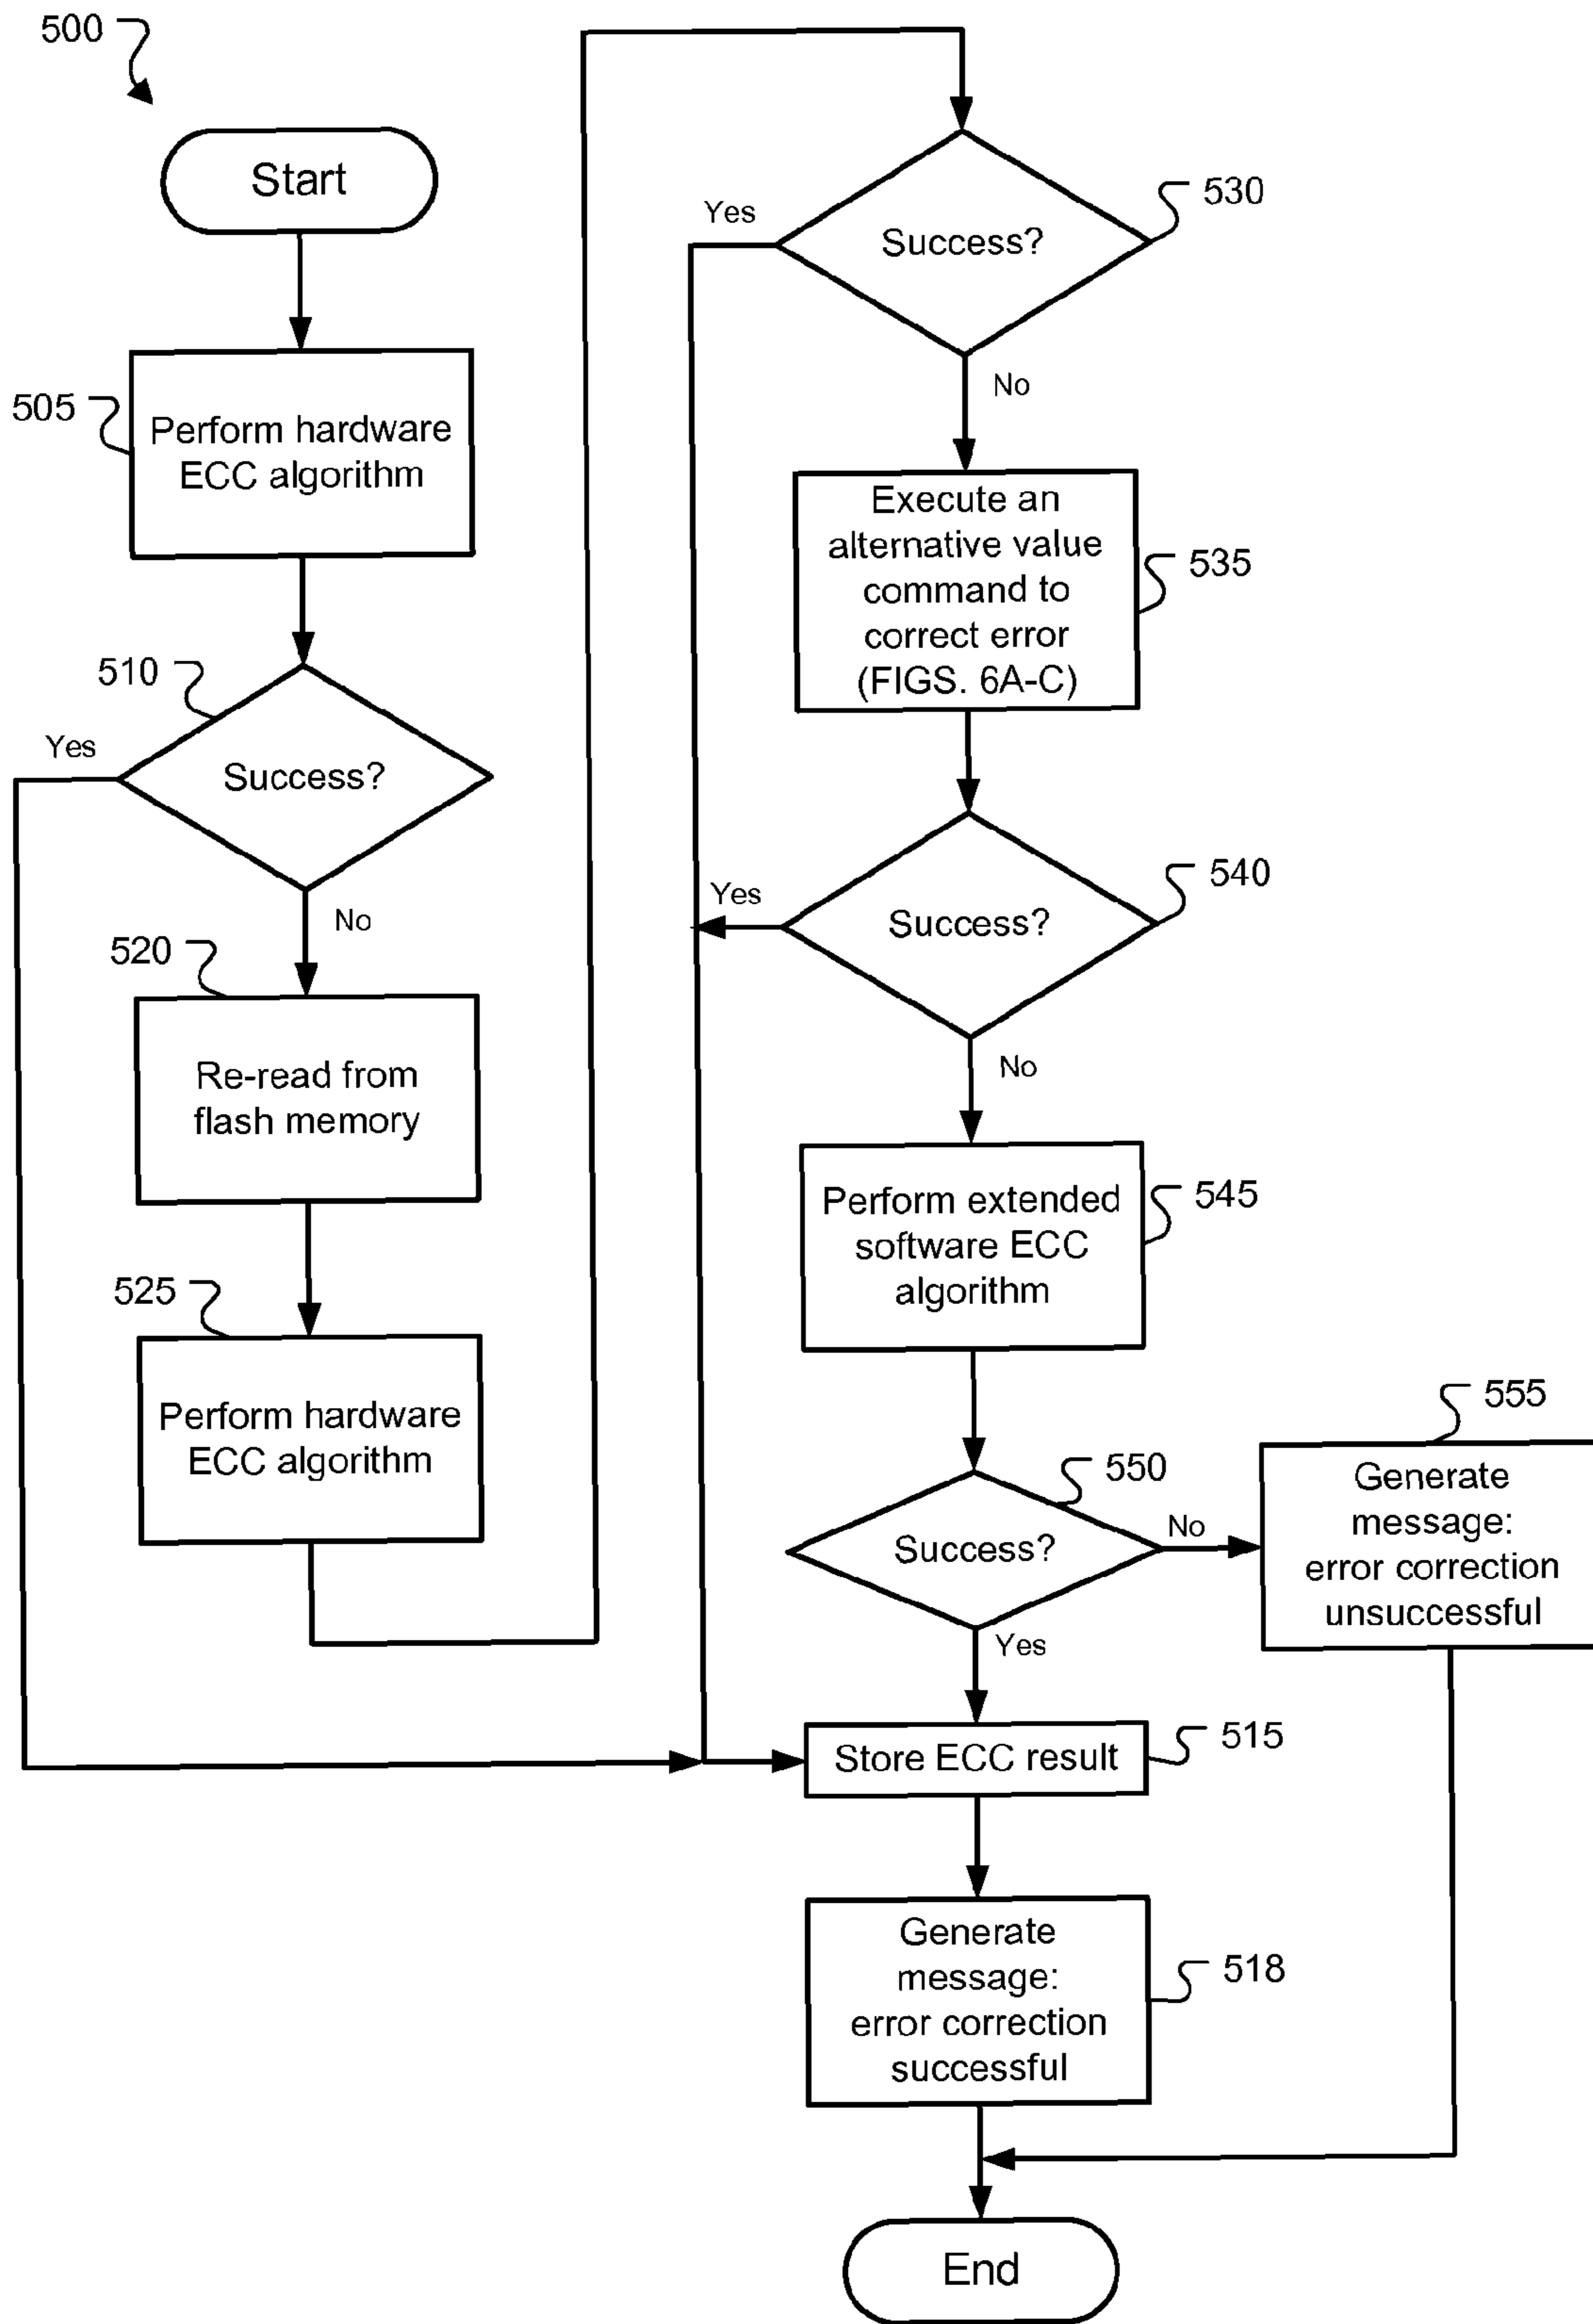 500
Start
505
Perform hardware
ECC algorithm
510
Yes
Success?
No
520
Re-read from
flash memory
525
Perform hardware
ECC algorithm
Yes
Success?
530
No
Execute an
alternative value
command to
correct error
(FIGS. 6A-C)
535
Yes
Success?
540
No
Perform extended
software ECC
algorithm
545
550
Success?
No
Yes
555
Generate
message:
error correction
unsuccessful
Store ECC result
515
Generate
message:
error correction
successful
518
End